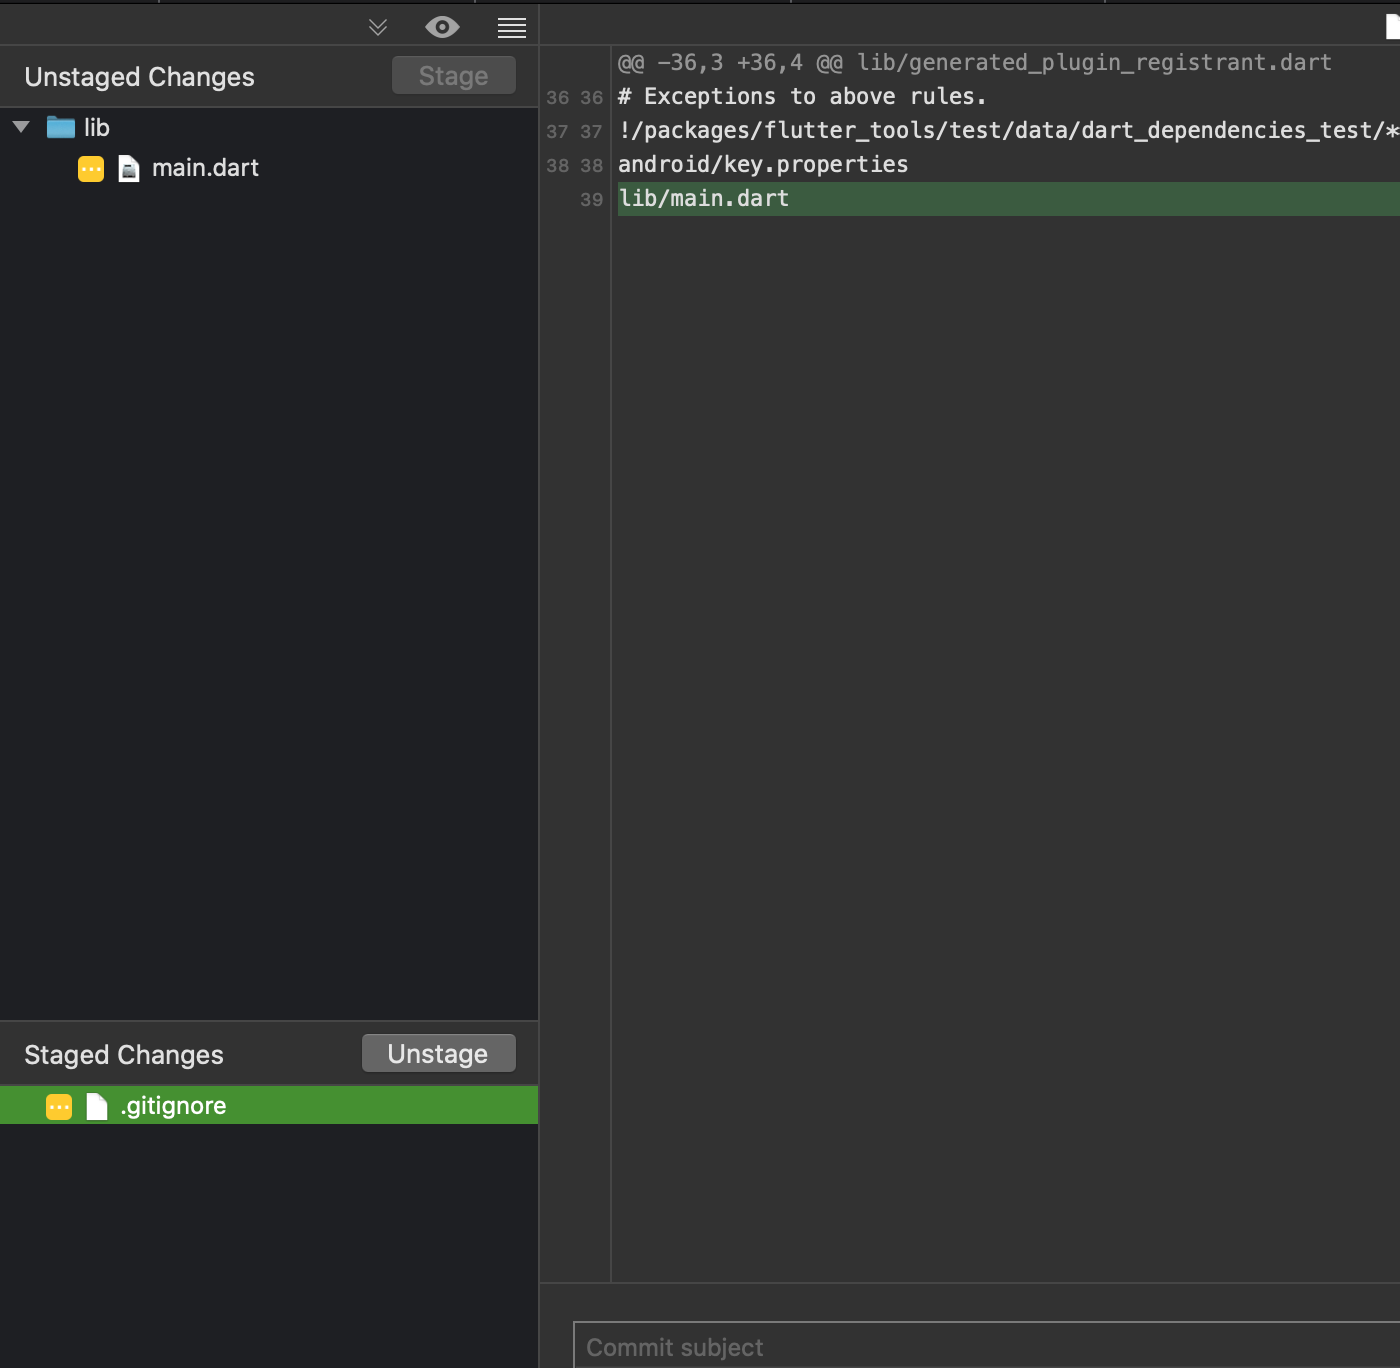 Unstaged Changes
Stage
lib
main.dart
Staged Changes
Unstage
.gitignore
@@ -36,3 +36,4 @@ lib/generated_plugin_registrant.dart
36 36 # Exceptions to above rules.
37 37 !/packages/flutter_tools/test/data/dart_dependencies_test/*
38 38 android/key.properties
39 lib/main.dart
Commit subject